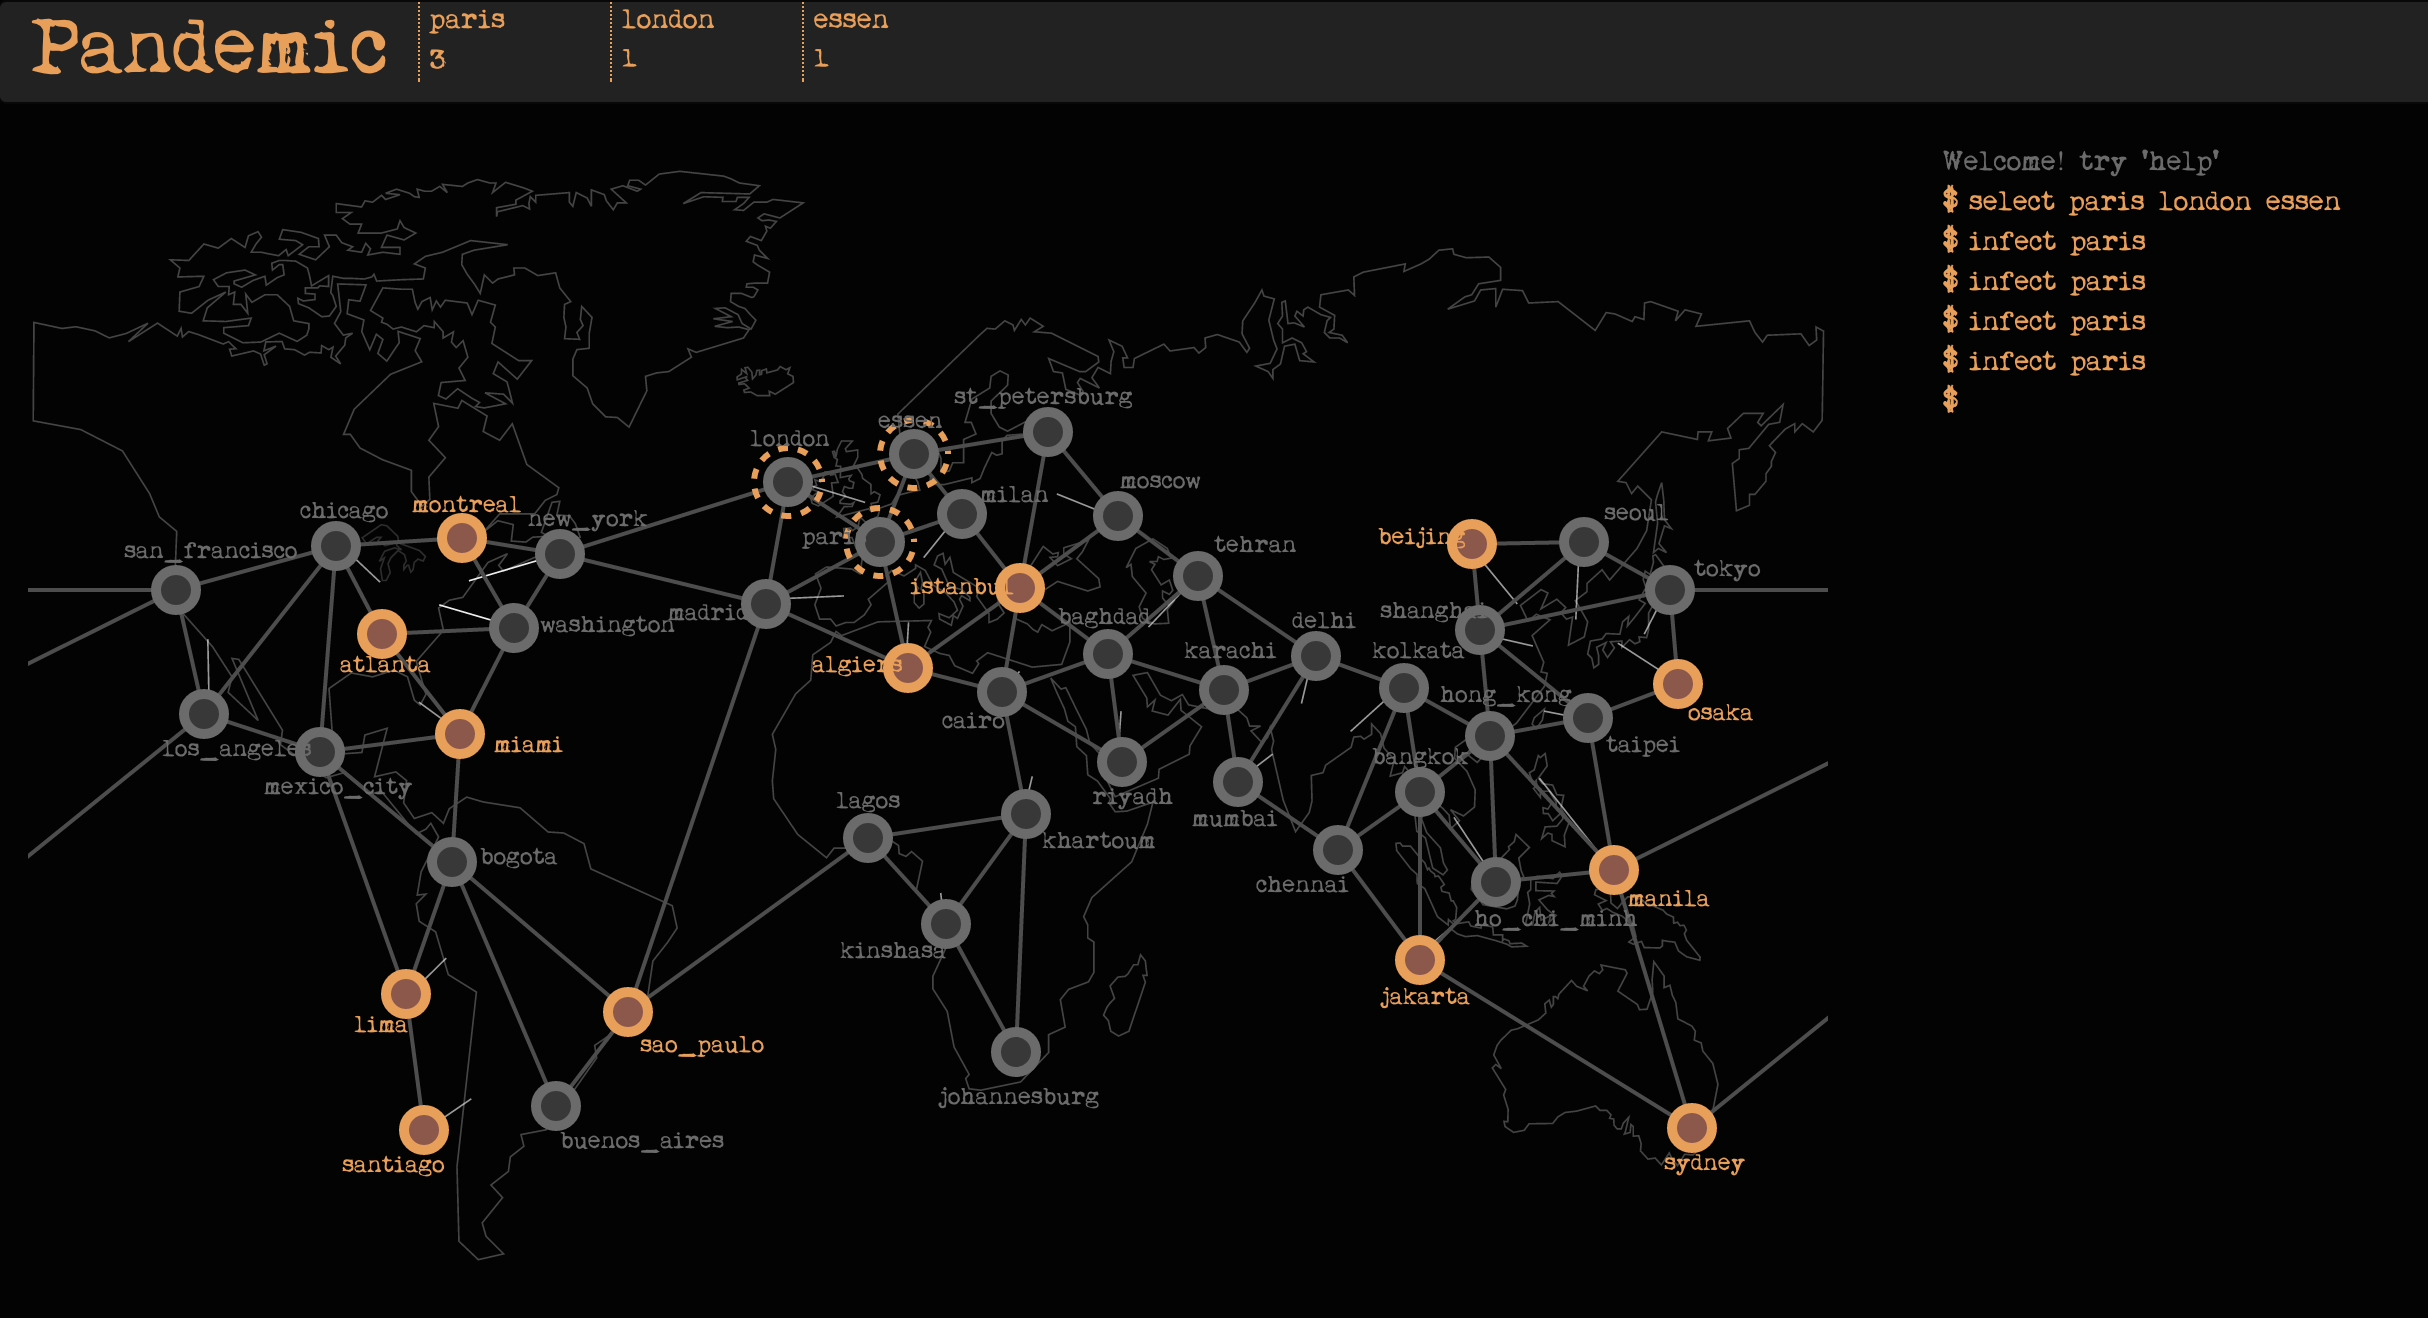 Pandemic
paris
3
london
1
essen
1
Welcome! try 'help'
$ select paris london essen
$ infect paris
$ infect paris
$ infect paris
$ infect paris
$
st_petersburg
essen
london
moscow
milan
chicago
montreal
new_york
seoul
san_francisco
paris
beijing
tehran
tokyo
istanbul
madrid
washington
baghdad
delhi
shanghai
atlanta
algiers
karachi
kolkata
hong_kong
osaka
cairo
los_angeles
miami
taipei
bangkok
mexico_city
riyadh
lagos
mumbai
khartoum
bogota
chennai
manila
ho_chi_minh
kinshasa
jakarta
lima
sao_paulo
johannesburg
buenos_aires
santiago
sydney